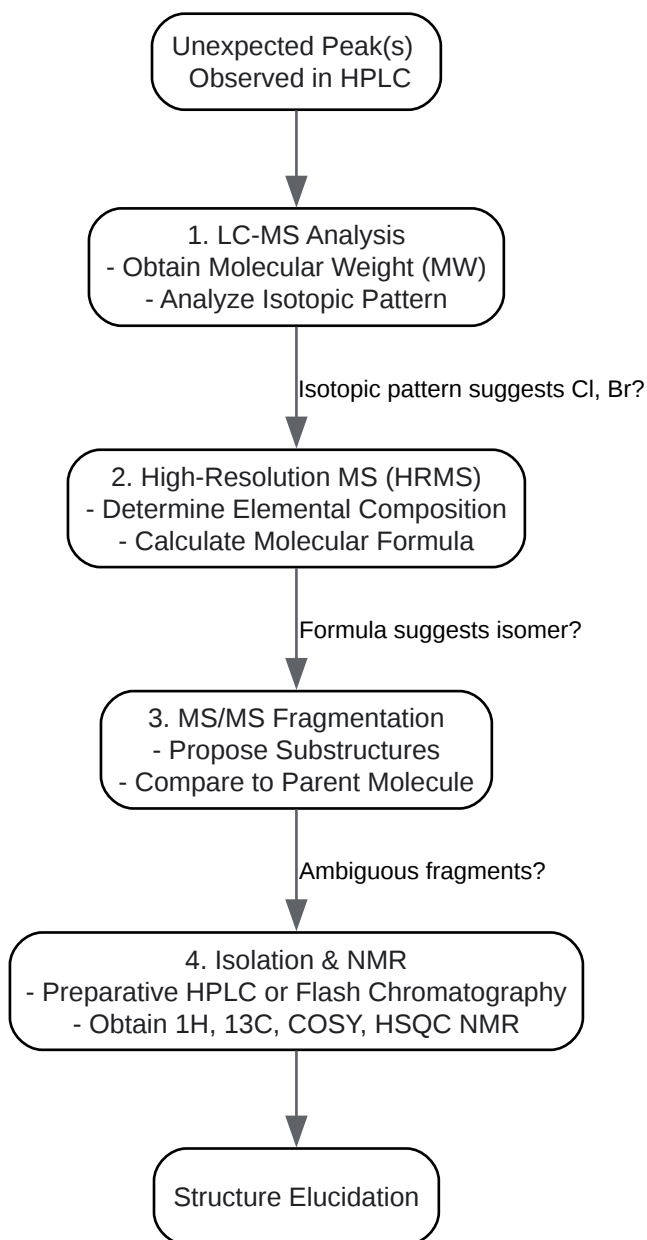 Unexpected Peak(s)
Observed in HPLC
1. LC-MS Analysis
- Obtain Molecular Weight (MW)
- Analyze Isotopic Pattern
Isotopic pattern suggests Cl, Br?
2. High-Resolution MS (HRMS)
- Determine Elemental Composition
- Calculate Molecular Formula
Formula suggests isomer?
3. MS/MS Fragmentation
- Propose Substructures
- Compare to Parent Molecule
Ambiguous fragments?
4. Isolation & NMR
- Preparative HPLC or Flash Chromatography
- Obtain 1H, 13C, COSY, HSQC NMR
Structure Elucidation